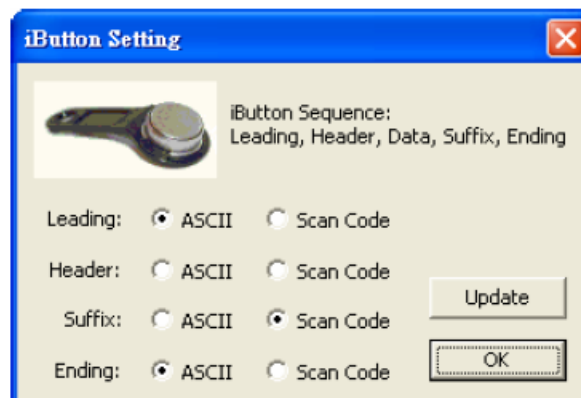 iButton Setting
iButton Sequence:
Leading, Header, Data, Suffix, Ending
Leading: ASCII Scan Code
Header: ASCII Scan Code
Update
Suffix: ASCII Scan Code
OK
Ending: ASCII Scan Code